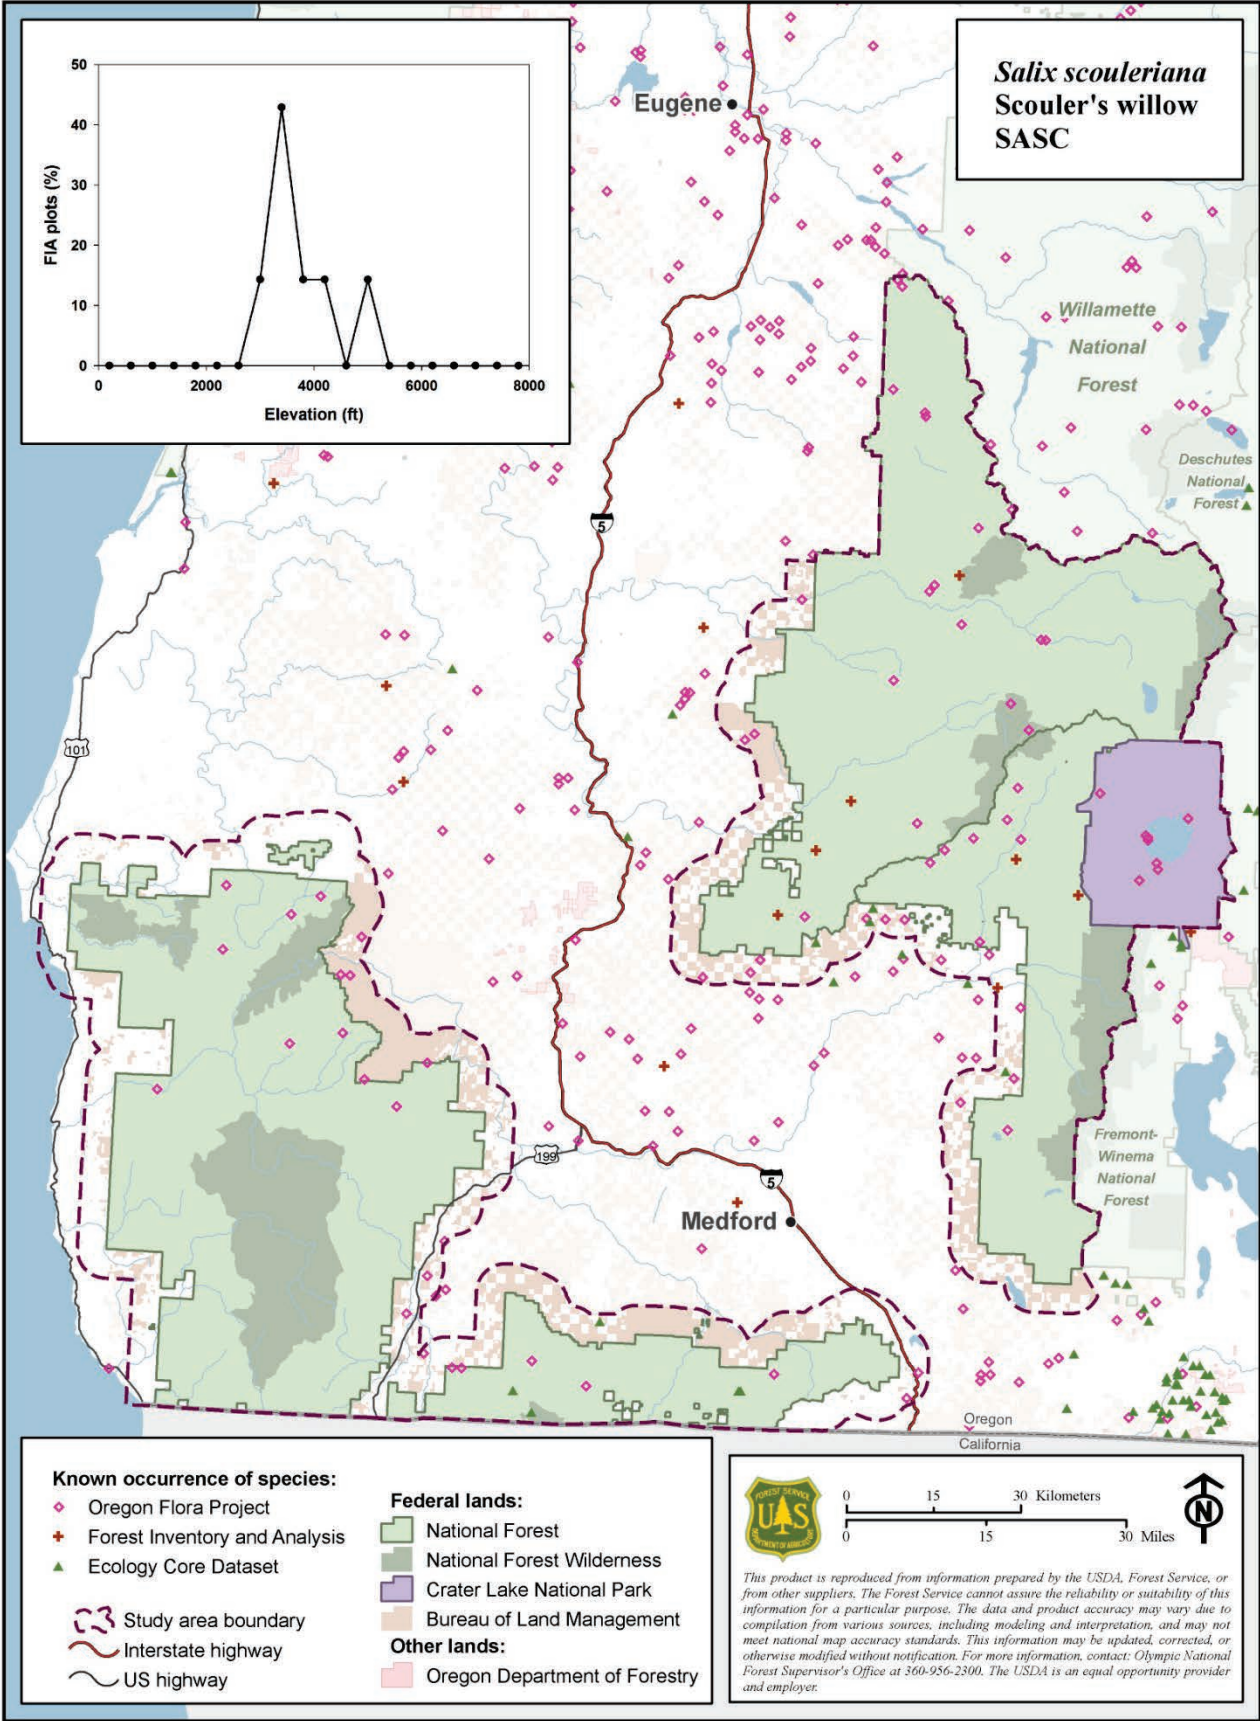 50
40
30
20
10
0
FIA plots (%)
0 2000 4000 6000 8000
Elevation (ft)
Salix scouleriana
Scouler's willow
SASC
Eugene
Willamette
National
Forest
Deschutes
National
Forest
5
101
199
5
Medford
Fremont-
Winema
National
Forest
Oregon
California
Known occurrence of species:
Oregon Flora Project
Forest Inventory and Analysis
Ecology Core Dataset
Study area boundary
Interstate highway
US highway
Federal lands:
National Forest
National Forest Wilderness
Crater Lake National Park
Bureau of Land Management
Other lands:
Oregon Department of Forestry
FOREST SERVICE
U S
DEPARTMENT OF AGRICULTURE
0 15 30 Kilometers
0 15 30 Miles
N
This product is reproduced from information prepared by the USDA, Forest Service, or
from other suppliers. The Forest Service cannot assure the reliability or suitability of this
information for a particular purpose. The data and product accuracy may vary due to
compilation from various sources, including modeling and interpretation, and may not
meet national map accuracy standards. This information may be updated, corrected, or
otherwise modified without notification. For more information, contact: Olympic National
Forest Supervisor's Office at 360-956-2300. The USDA is an equal opportunity provider
and employer.